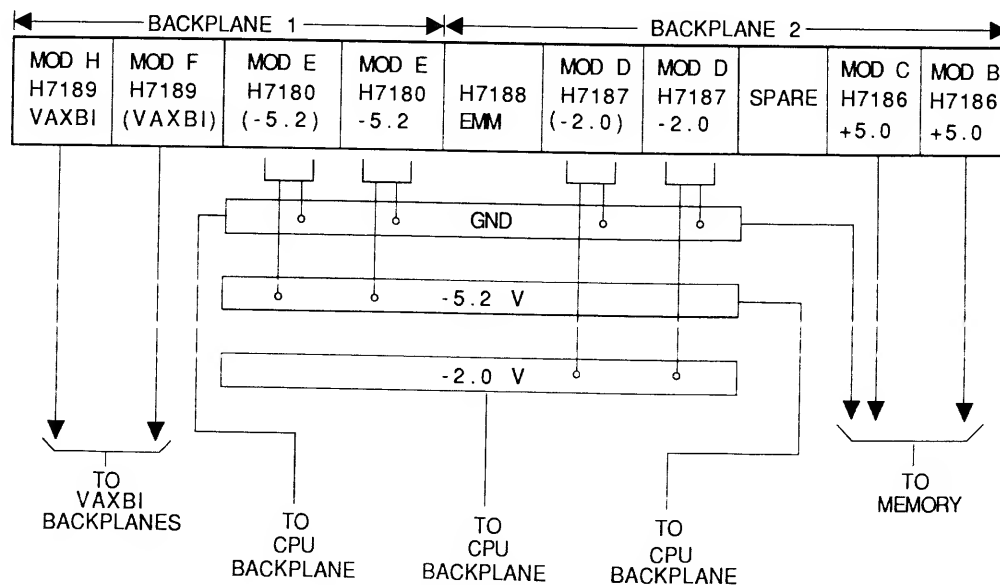 BACKPLANE 1
BACKPLANE 2
MOD H
H7189
VAXBI
MOD F
H7189
(VAXBI)
MOD E
H7180
(-5.2)
MOD E
H7180
-5.2
H7188
EMM
MOD D
H7187
(-2.0)
MOD D
H7187
-2.0
SPARE
MOD C
H7186
+5.0
MOD B
H7186
+5.0
GND
-5.2 V
-2.0 V
TO
VAXBI
BACKPLANES
TO
CPU
BACKPLANE
TO
CPU
BACKPLANE
TO
CPU
BACKPLANE
TO
MEMORY